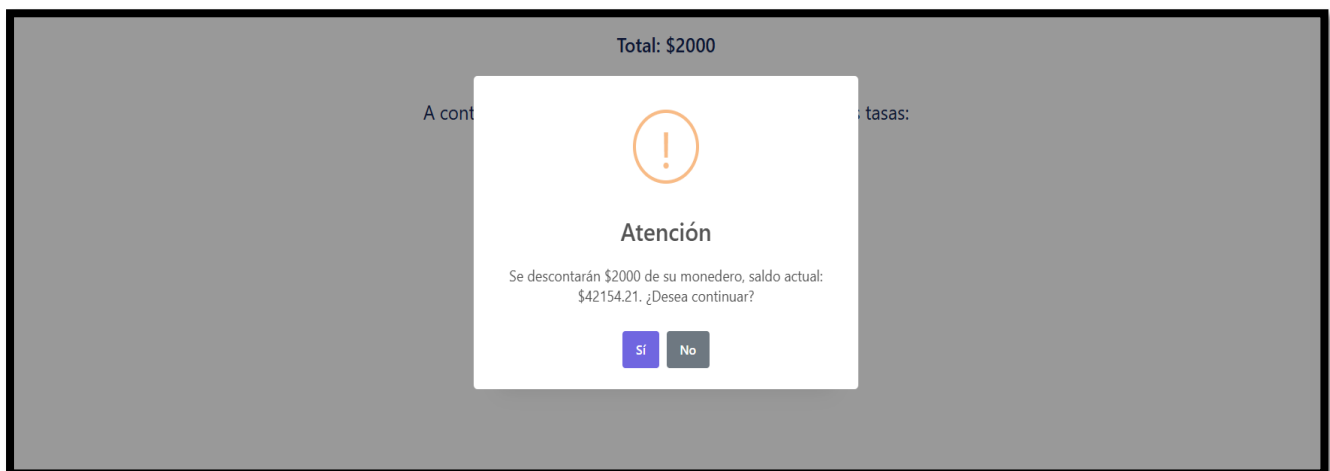 Total: $2000
A cont
tasas:
!
Atención
Se descontarán $2000 de su monedero, saldo actual:
$42154.21. ¿Desea continuar?
Sí No